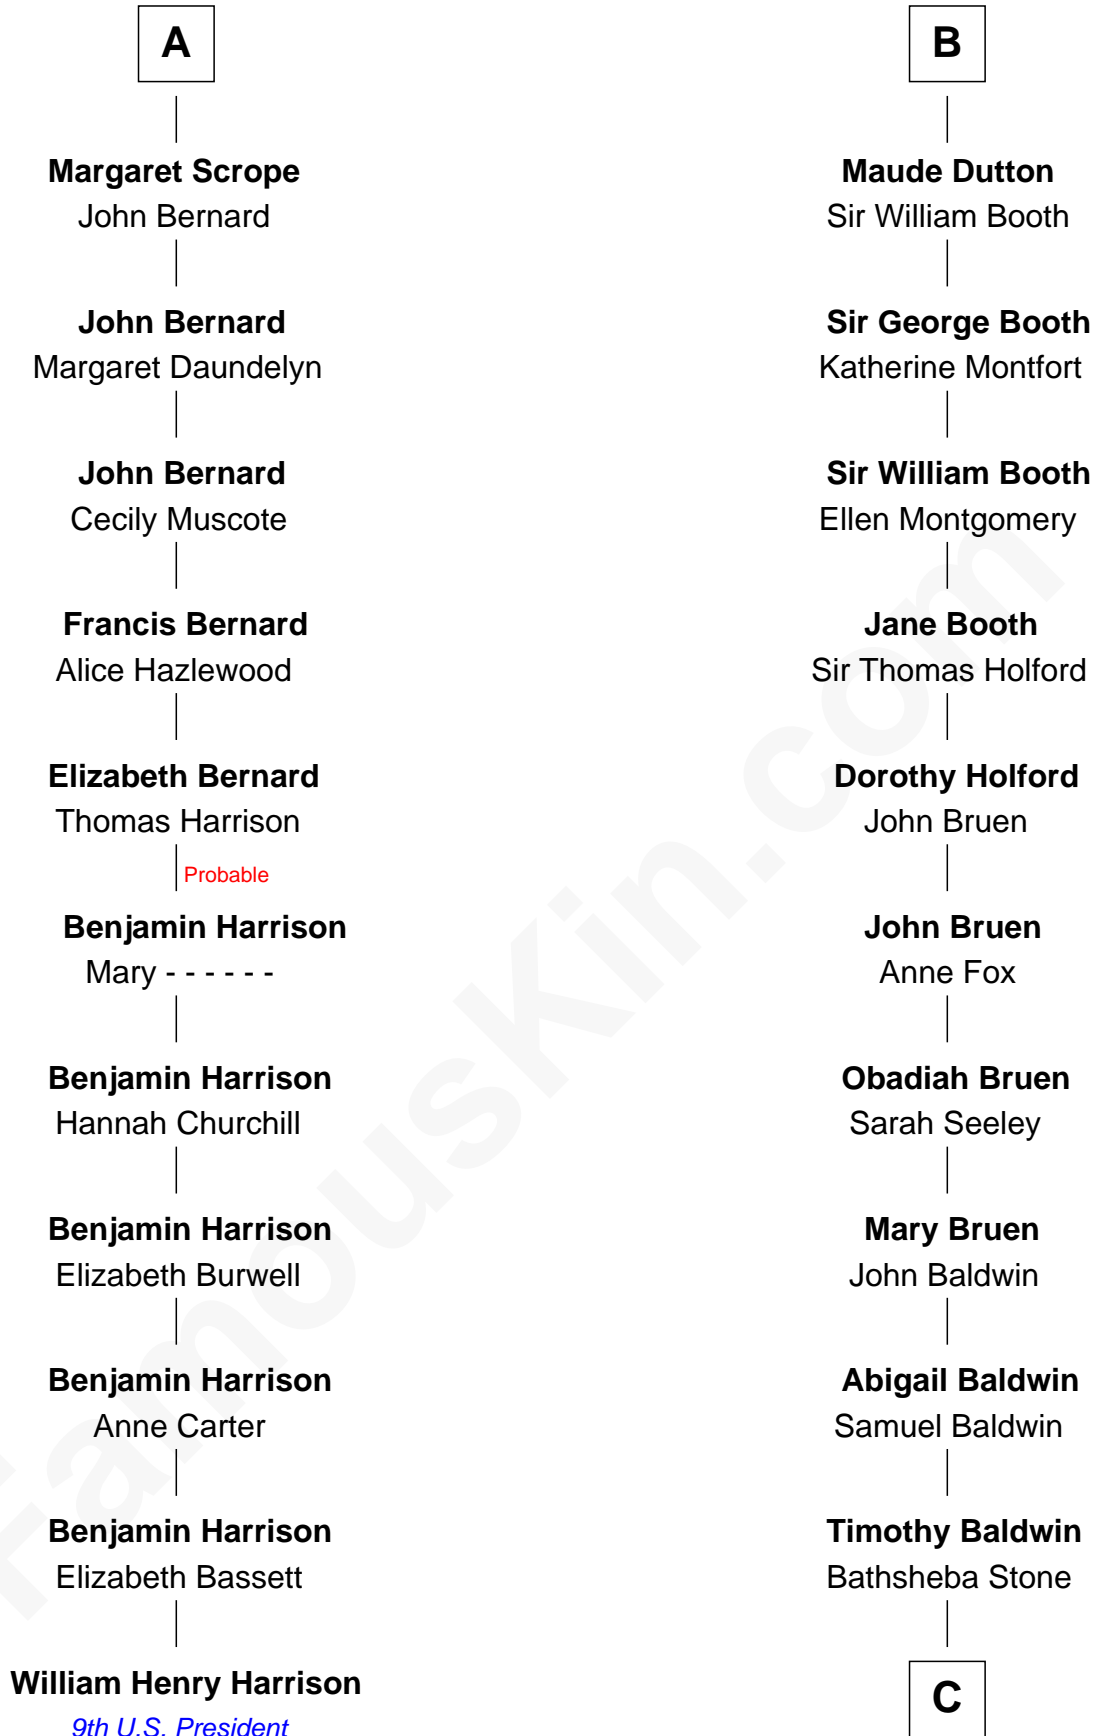 A
Margaret Scrope
John Bernard
John Bernard
Margaret Daundelyn
John Bernard
Cecily Muscote
Francis Bernard
Alice Hazlewood
Elizabeth Bernard
Thomas Harrison
Probable
Benjamin Harrison
Mary - - - - - -
Benjamin Harrison
Hannah Churchill
Benjamin Harrison
Elizabeth Burwell
Benjamin Harrison
Anne Carter
Benjamin Harrison
Elizabeth Bassett
William Henry Harrison
9th U.S. President
B
Maude Dutton
Sir William Booth
Sir George Booth
Katherine Montfort
Sir William Booth
Ellen Montgomery
Jane Booth
Sir Thomas Holford
Dorothy Holford
John Bruen
John Bruen
Anne Fox
Obadiah Bruen
Sarah Seeley
Mary Bruen
John Baldwin
Abigail Baldwin
Samuel Baldwin
Timothy Baldwin
Bathsheba Stone
C
FamousKin.com